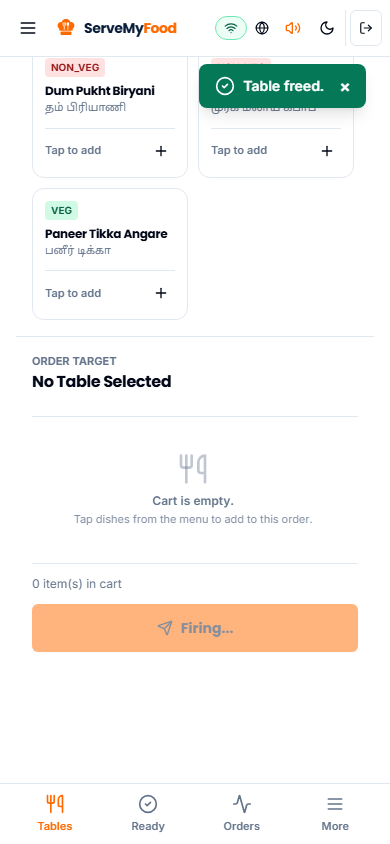 ServeMyFood
Table freed.
NON_VEG
Dum Pukht Biryani
தம் பிரியாணி
Tap to add
Tap to add
VEG
Paneer Tikka Angare
பனீர் டிக்கா
Tap to add
ORDER TARGET
No Table Selected
Cart is empty.
Tap dishes from the menu to add to this order.
0 item(s) in cart
Firing...
Tables
Ready
Orders
More